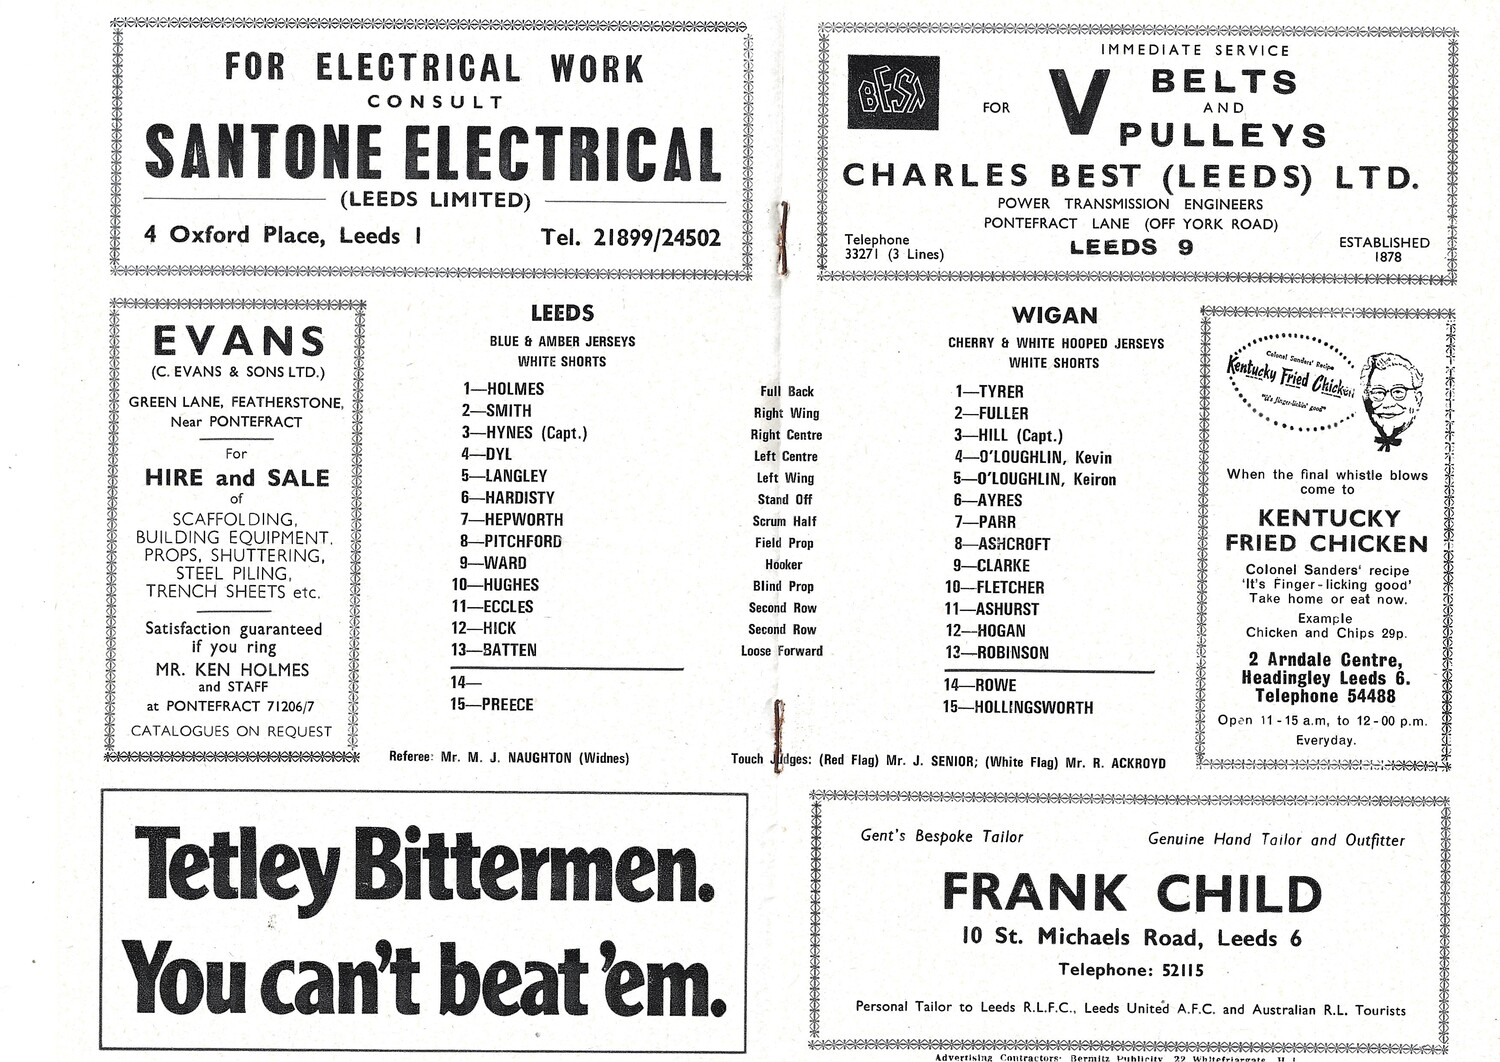 FOR ELECTRICAL WORK
CONSULT
SANTONE ELECTRICAL
(LEEDS LIMITED)
4 Oxford Place, Leeds 1
Tel. 21899/24502
BESN
IMMEDIATE SERVICE
FOR V BELTS
AND
PULLEYS
CHARLES BEST (LEEDS) LTD.
POWER TRANSMISSION ENGINEERS
PONTEFRACT LANE (OFF YORK ROAD)
Telephone
33271 (3 Lines)
LEEDS 9
ESTABLISHED
1878
EVANS
(C. EVANS & SONS LTD.)
GREEN LANE, FEATHERSTONE,
Near PONTEFRACT
For
HIRE and SALE
of
SCAFFOLDING,
BUILDING EQUIPMENT,
PROPS, SHUTTERING,
STEEL PILING,
TRENCH SHEETS etc.
Satisfaction guaranteed
if you ring
MR. KEN HOLMES
and STAFF
at PONTEFRACT 71206/7
CATALOGUES ON REQUEST
LEEDS
BLUE & AMBER JERSEYS
WHITE SHORTS
1—HOLMES
2—SMITH
3—HYNES (Capt.)
4—DYL
5—LANGLEY
6—HARDISTY
7—HEPWORTH
8—PITCHFORD
9—WARD
10—HUGHES
11—ECCLES
12—HICK
13—BATTEN
14—
15—PREECE
Full Back
Right Wing
Right Centre
Left Centre
Left Wing
Stand Off
Scrum Half
Field Prop
Hooker
Blind Prop
Second Row
Second Row
Loose Forward
WIGAN
CHERRY & WHITE HOOPED JERSEYS
WHITE SHORTS
1—TYRER
2—FULLER
3—HILL (Capt.)
4—O'LOUGHLIN, Kevin
5—O'LOUGHLIN, Keiron
6—AYRES
7—PARR
8—ASHCROFT
9—CLARKE
10—FLETCHER
11—ASHURST
12—HOGAN
13—ROBINSON
14—ROWE
15—HOLLINGSWORTH
Referee: Mr. M. J. NAUGHTON (Widnes)
Touch Judges: (Red Flag) Mr. J. SENIOR; (White Flag) Mr. R. ACKROYD
Colonel Sanders' Recipe
Kentucky Fried Chicken
"It's finger-lickin' good"
When the final whistle blows
come to
KENTUCKY
FRIED CHICKEN
Colonel Sanders' recipe
'It's Finger-licking good'
Take home or eat now.
Example
Chicken and Chips 29p.
2 Arndale Centre,
Headingley Leeds 6.
Telephone 54488
Open 11-15 a.m, to 12-00 p.m.
Everyday.
Tetley Bittermen.
You can't beat 'em.
Gent's Bespoke Tailor
Genuine Hand Tailor and Outfitter
FRANK CHILD
10 St. Michaels Road, Leeds 6
Telephone: 52115
Personal Tailor to Leeds R.L.F.C., Leeds United A.F.C. and Australian R.L. Tourists
Advertising Contractors: Bermitz Publicity 22 Whitefriargate